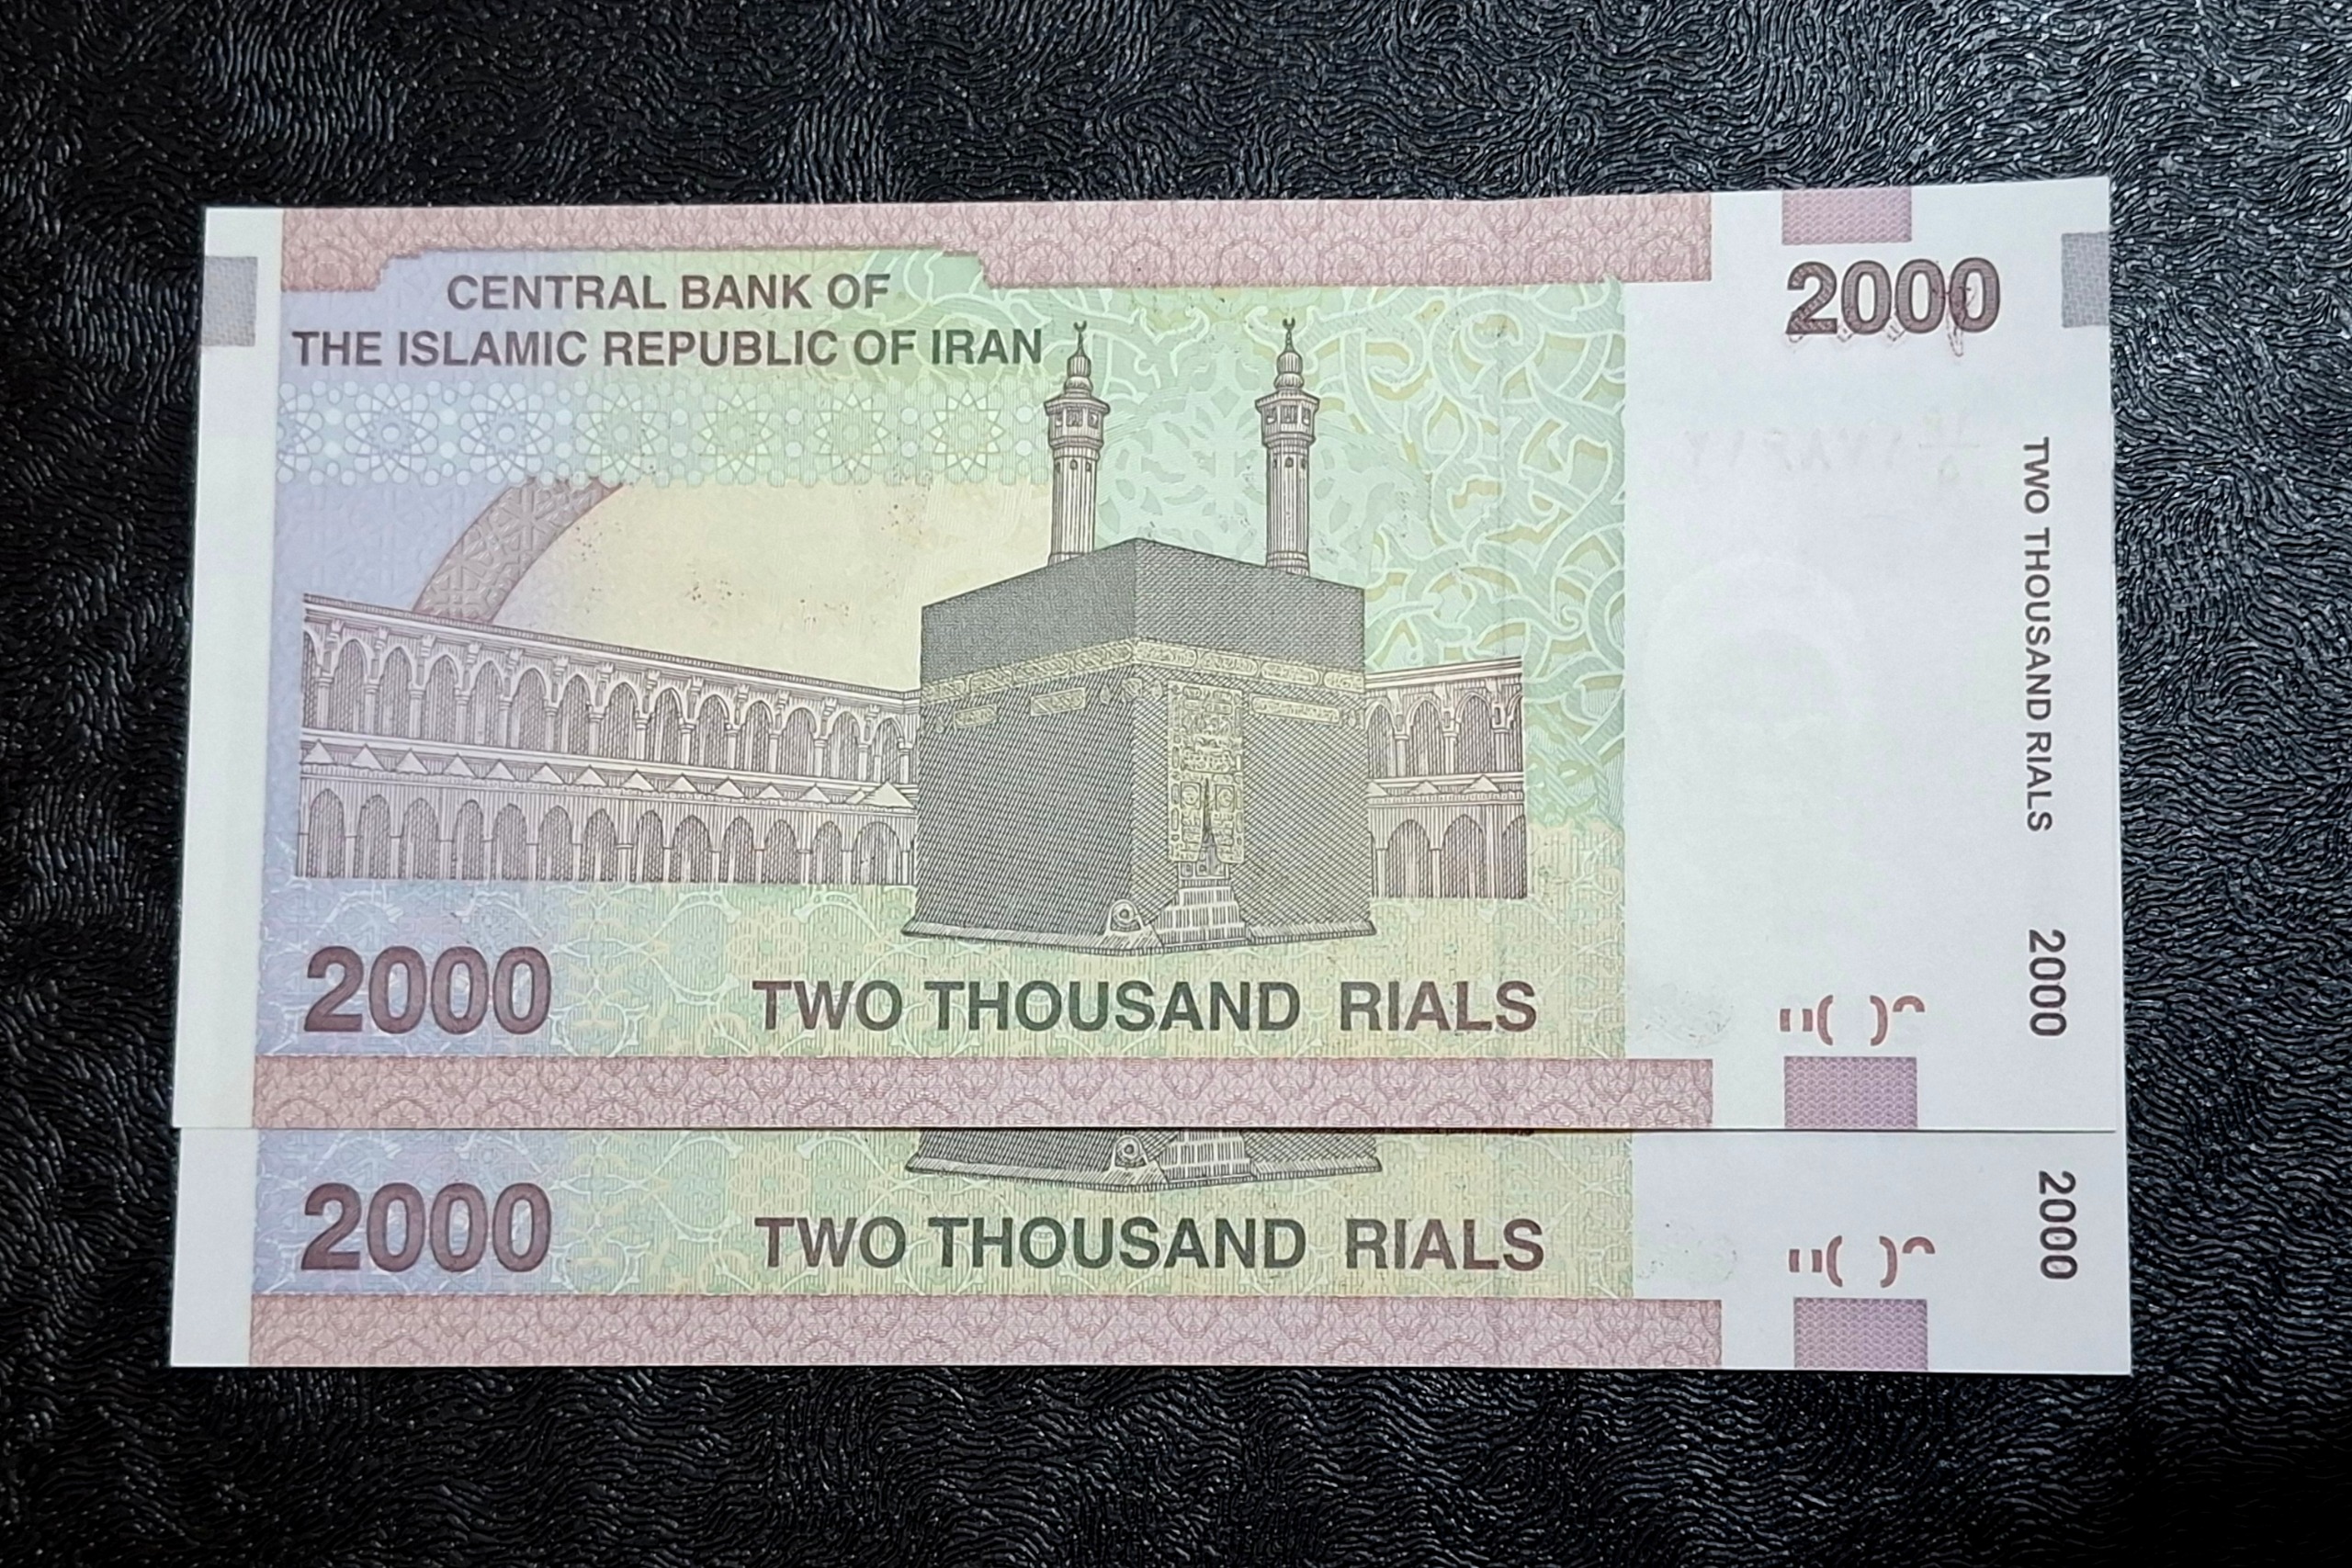 CENTRAL BANK OF
THE ISLAMIC REPUBLIC OF IRAN
2000
TWO THOUSAND RIALS 2000
2000
TWO THOUSAND RIALS
2000
TWO THOUSAND RIALS
2000